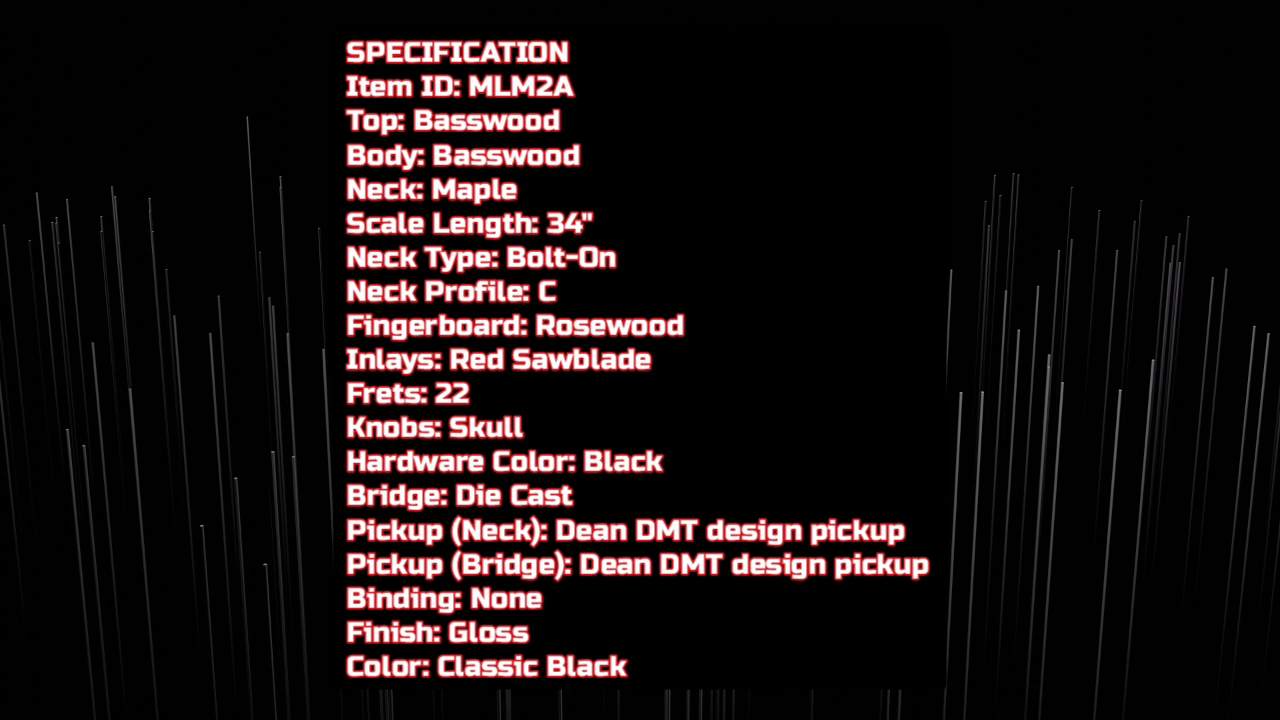 SPECIFICATION
Item ID: MLM2A
Top: Basswood
Body: Basswood
Neck: Maple
Scale Length: 34"
Neck Type: Bolt-On
Neck Profile: C
Fingerboard: Rosewood
Inlays: Red Sawblade
Frets: 22
Knobs: Skull
Hardware Color: Black
Bridge: Die Cast
Pickup (Neck): Dean DMT design pickup
Pickup (Bridge): Dean DMT design pickup
Binding: None
Finish: Gloss
Color: Classic Black